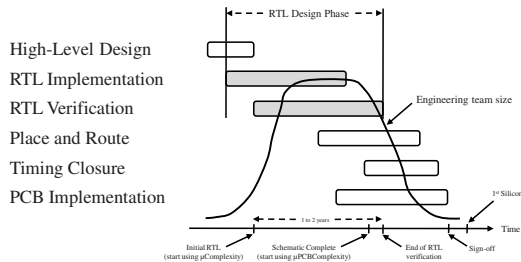 RTL Design Phase
High-Level Design
RTL Implementation
RTL Verification
Engineering team size
Place and Route
Timing Closure
PCB Implementation
1st Silicon
1 to 2 years
Time
Initial RTL
(start using μComplexity)
Schematic Complete
(start using μPCBComplexity)
End of RTL
verification
Sign-off